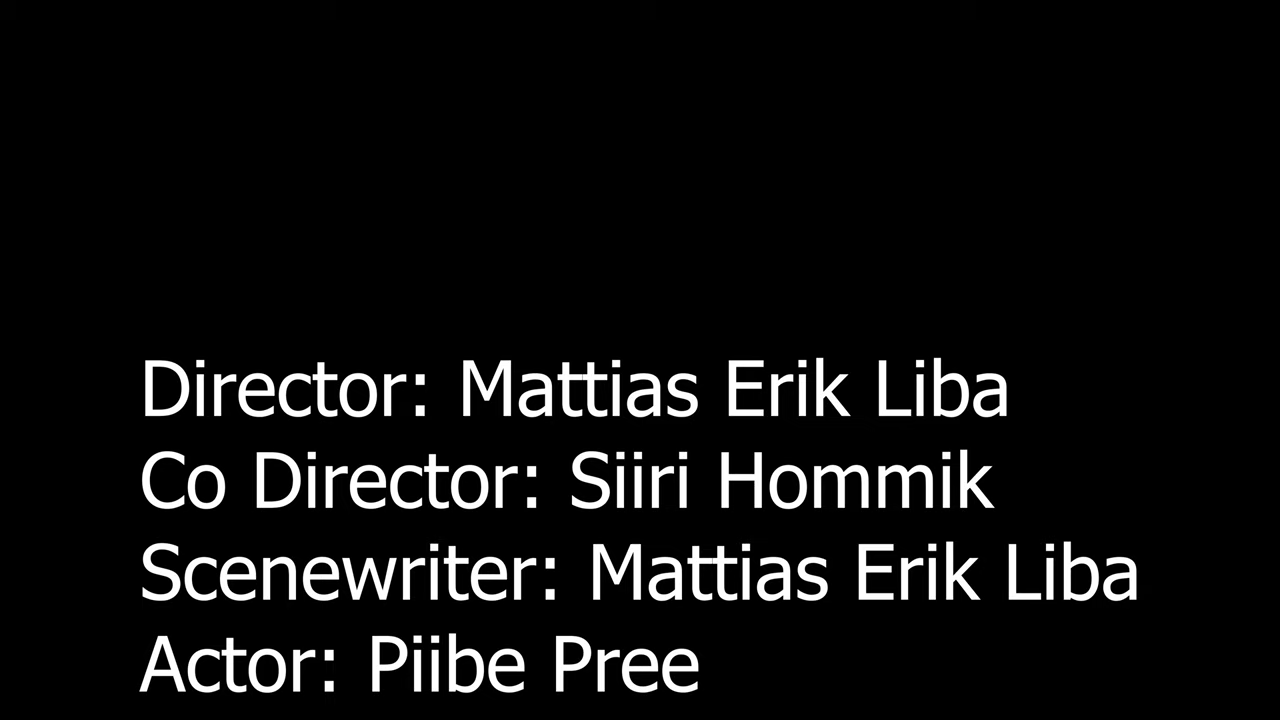 Director: Mattias Erik Liba
Co Director: Siiri Hommik
Scenewriter: Mattias Erik Liba
Actor: Piibe Pree